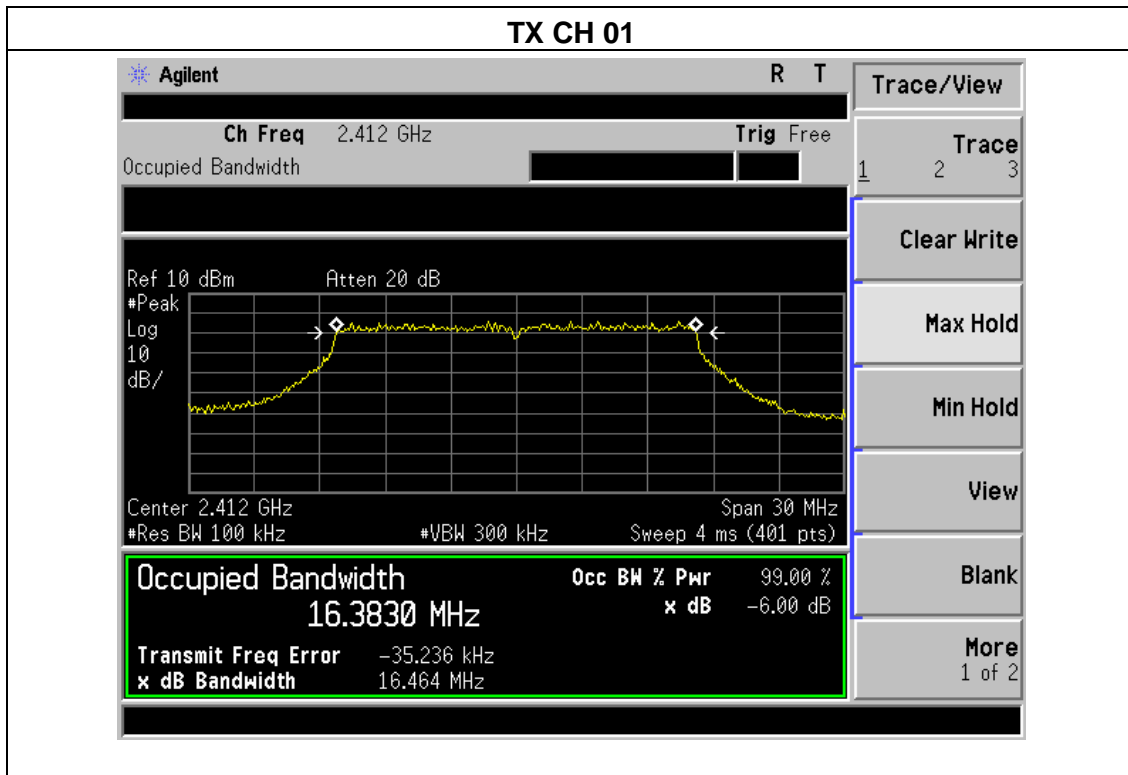 TX CH 01
Agilent R T
Ch Freq 2.412 GHz Trig Free
Occupied Bandwidth
Ref 10 dBm Atten 20 dB
#Peak
Log
10
dB/
Center 2.412 GHz Span 30 MHz
#Res BW 100 kHz #VBW 300 kHz Sweep 4 ms (401 pts)
Occupied Bandwidth Occ BW % Pwr 99.00 %
16.3830 MHz x dB -6.00 dB
Transmit Freq Error -35.236 kHz
x dB Bandwidth 16.464 MHz
Trace/View
Trace
1 2 3
Clear Write
Max Hold
Min Hold
View
Blank
More
1 of 2